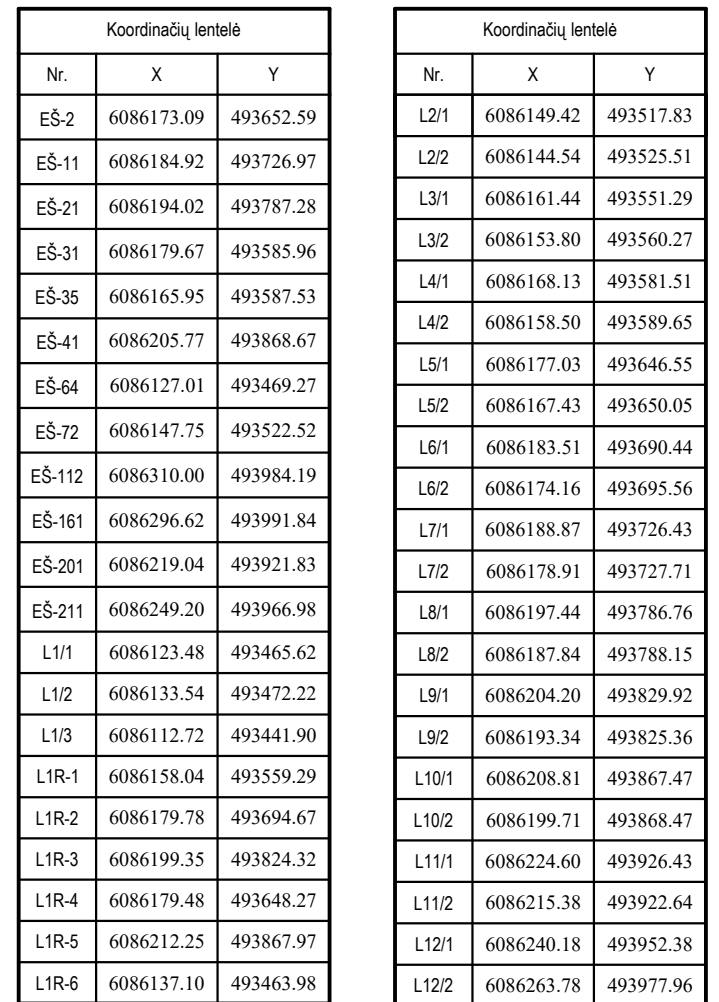 Koordinačių lentelė
Nr. X Y
EŠ-2 6086173.09 493652.59
EŠ-11 6086184.92 493726.97
EŠ-21 6086194.02 493787.28
EŠ-31 6086179.67 493585.96
EŠ-35 6086165.95 493587.53
EŠ-41 6086205.77 493868.67
EŠ-64 6086127.01 493469.27
EŠ-72 6086147.75 493522.52
EŠ-112 6086310.00 493984.19
EŠ-161 6086296.62 493991.84
EŠ-201 6086219.04 493921.83
EŠ-211 6086249.20 493966.98
L1/1 6086123.48 493465.62
L1/2 6086133.54 493472.22
L1/3 6086112.72 493441.90
L1R-1 6086158.04 493559.29
L1R-2 6086179.78 493694.67
L1R-3 6086199.35 493824.32
L1R-4 6086179.48 493648.27
L1R-5 6086212.25 493867.97
L1R-6 6086137.10 493463.98
Koordinačių lentelė
Nr. X Y
L2/1 6086149.42 493517.83
L2/2 6086144.54 493525.51
L3/1 6086161.44 493551.29
L3/2 6086153.80 493560.27
L4/1 6086168.13 493581.51
L4/2 6086158.50 493589.65
L5/1 6086177.03 493646.55
L5/2 6086167.43 493650.05
L6/1 6086183.51 493690.44
L6/2 6086174.16 493695.56
L7/1 6086188.87 493726.43
L7/2 6086178.91 493727.71
L8/1 6086197.44 493786.76
L8/2 6086187.84 493788.15
L9/1 6086204.20 493829.92
L9/2 6086193.34 493825.36
L10/1 6086208.81 493867.47
L10/2 6086199.71 493868.47
L11/1 6086224.60 493926.43
L11/2 6086215.38 493922.64
L12/1 6086240.18 493952.38
L12/2 6086263.78 493977.96